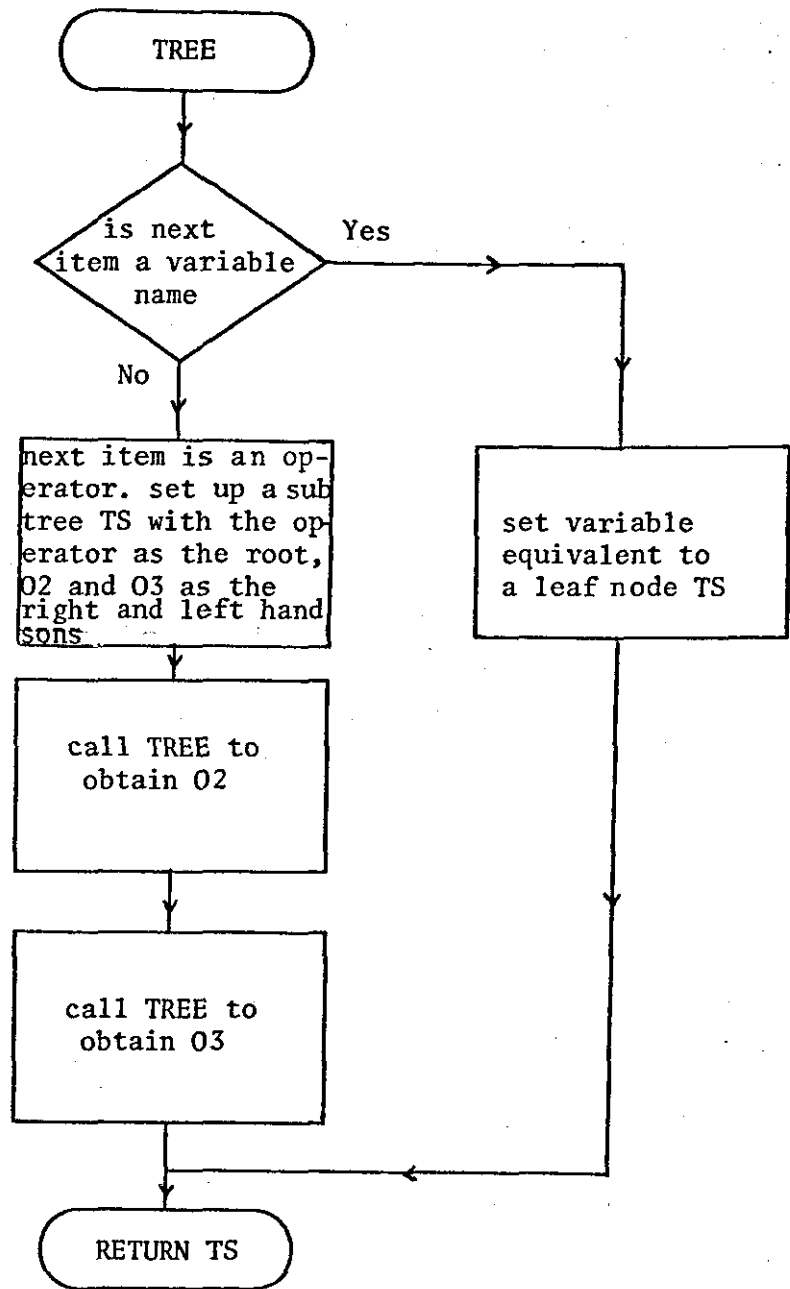 TREE
is next
item a variable
name
Yes
No
next item is an op-
erator. set up a sub
tree TS with the op-
erator as the root,
O2 and O3 as the
right and left hand
sons
set variable
equivalent to
a leaf node TS
call TREE to
obtain O2
call TREE to
obtain O3
RETURN TS